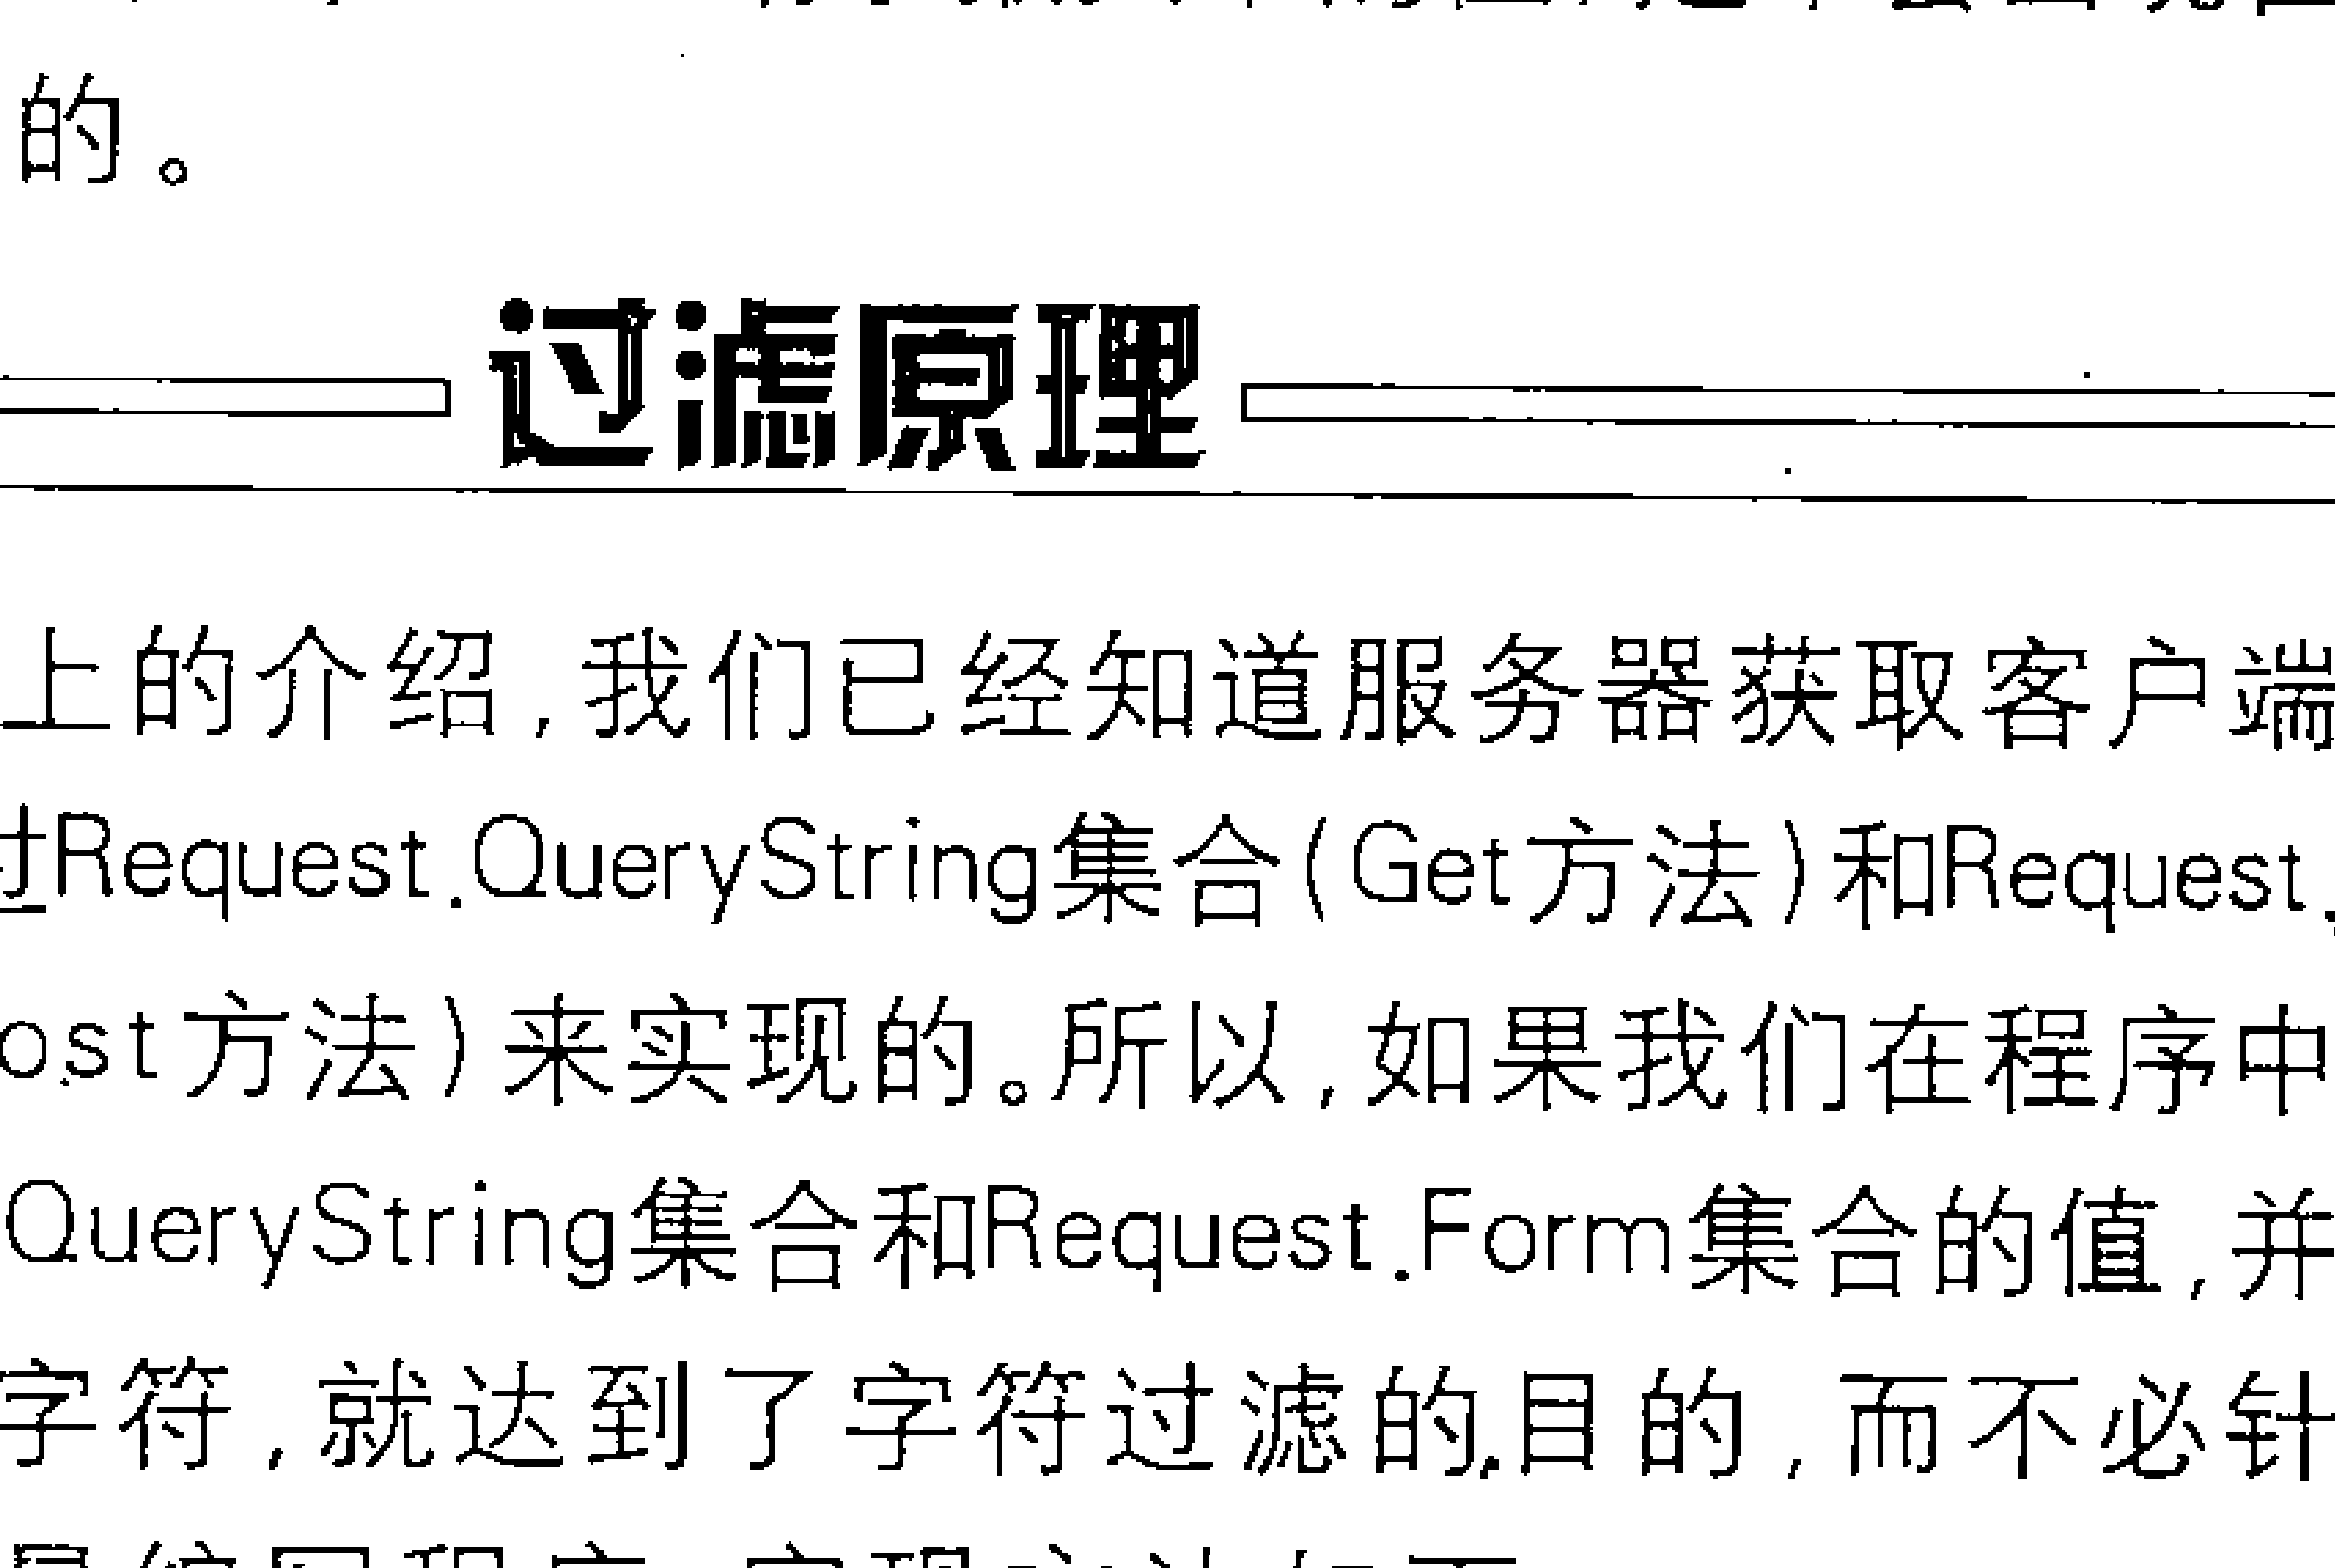 的。
过滤原理
上的介绍,我们已经知道服务器获取客户端
过Request.QueryString集合(Get方法)和Request.
ost方法)来实现的。所以,如果我们在程序中
QueryString集合和Request.Form集合的值,并
字符,就达到了字符过滤的目的,而不必针